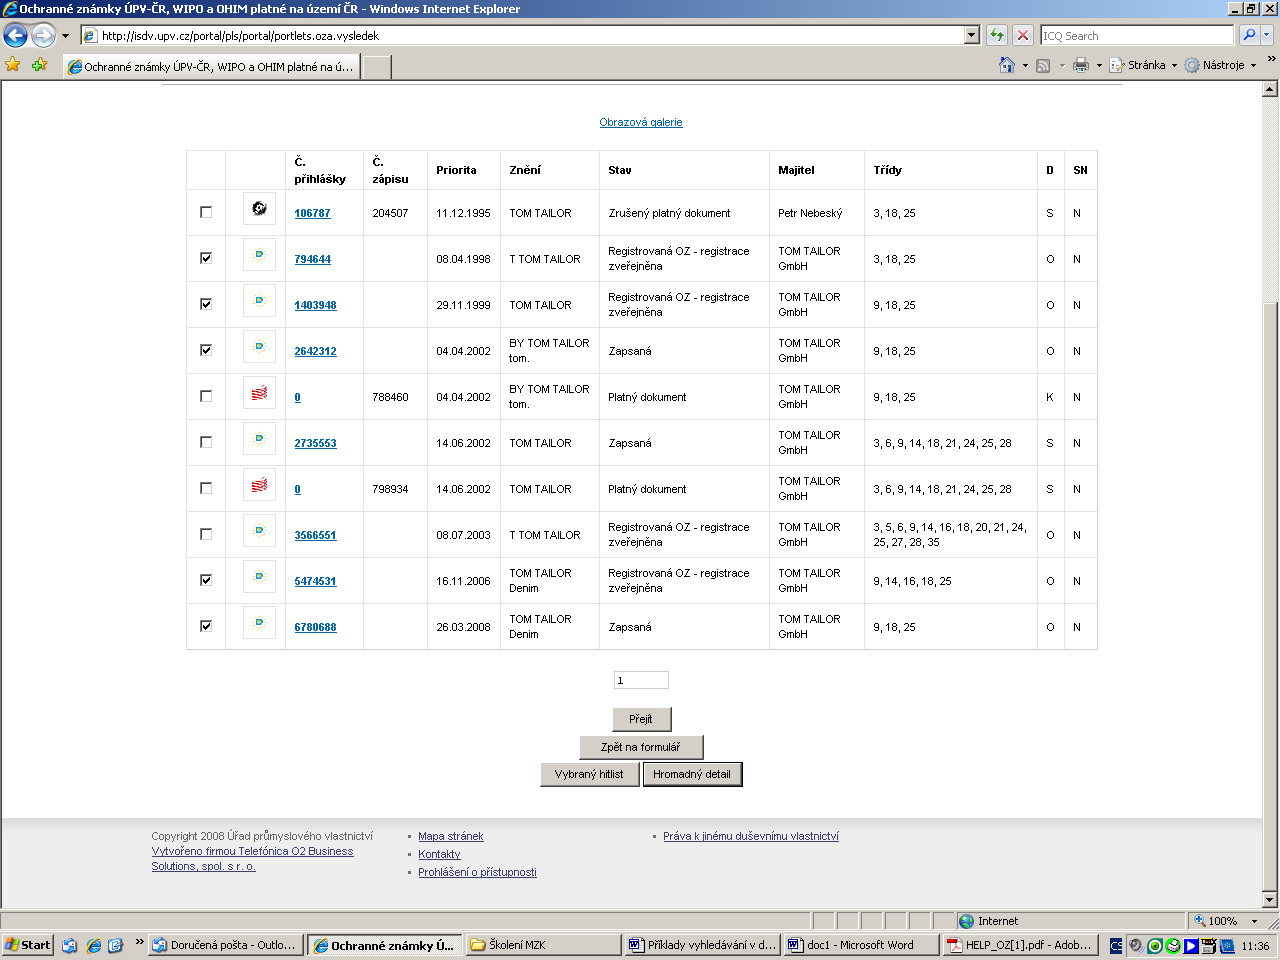 Ochranné známky ÚPV-ČR, WIPO a OHIM platné na území ČR - Windows Internet Explorer
http://isdv.upv.cz/portal/pls/portal/portlets.oza.vysledek
ICQ Search
Ochranné známky ÚPV-ČR, WIPO a OHIM platné na ú...
Stránka
Nástroje
»
Obrazová galerie
Č. přihlášky Č. zápisu Priorita Znění Stav Majitel Třídy D SN
106787 204507 11.12.1995 TOM TAILOR Zrušený platný dokument Petr Nebeský 3, 18, 25 S N
794644 08.04.1998 T TOM TAILOR Registrovaná OZ - registrace zveřejněna TOM TAILOR GmbH 3, 18, 25 O N
1403948 29.11.1999 TOM TAILOR Registrovaná OZ - registrace zveřejněna TOM TAILOR GmbH 9, 18, 25 O N
2642312 04.04.2002 BY TOM TAILOR tom. Zapsaná TOM TAILOR GmbH 9, 18, 25 O N
0 788460 04.04.2002 BY TOM TAILOR tom. Platný dokument TOM TAILOR GmbH 9, 18, 25 K N
2735553 14.06.2002 TOM TAILOR Zapsaná TOM TAILOR GmbH 3, 6, 9, 14, 18, 21, 24, 25, 28 S N
0 798934 14.06.2002 TOM TAILOR Platný dokument TOM TAILOR GmbH 3, 6, 9, 14, 18, 21, 24, 25, 28 S N
3566551 08.07.2003 T TOM TAILOR Registrovaná OZ - registrace zveřejněna TOM TAILOR GmbH 3, 5, 6, 9, 14, 16, 18, 20, 21, 24, 25, 27, 28, 35 O N
5474531 16.11.2006 TOM TAILOR Denim Registrovaná OZ - registrace zveřejněna TOM TAILOR GmbH 9, 14, 16, 18, 25 O N
6780688 26.03.2008 TOM TAILOR Denim Zapsaná TOM TAILOR GmbH 9, 18, 25 O N
1
Přejít
Zpět na formulář
Vybraný hitlist Hromadný detail
Copyright 2008 Úřad průmyslového vlastnictví
Vytvořeno firmou Telefónica O2 Business
Solutions, spol. s r. o.
Mapa stránek
Kontakty
Prohlášení o přístupnosti
Práva k jinému duševnímu vlastnictví
Internet 100%
Start » Doručená pošta - Outlo... Ochranné známky Ú... Školení MZK Příklady vyhledávání v d... doc1 - Microsoft Word HELP_OZ[1].pdf - Adob... CS 11:36